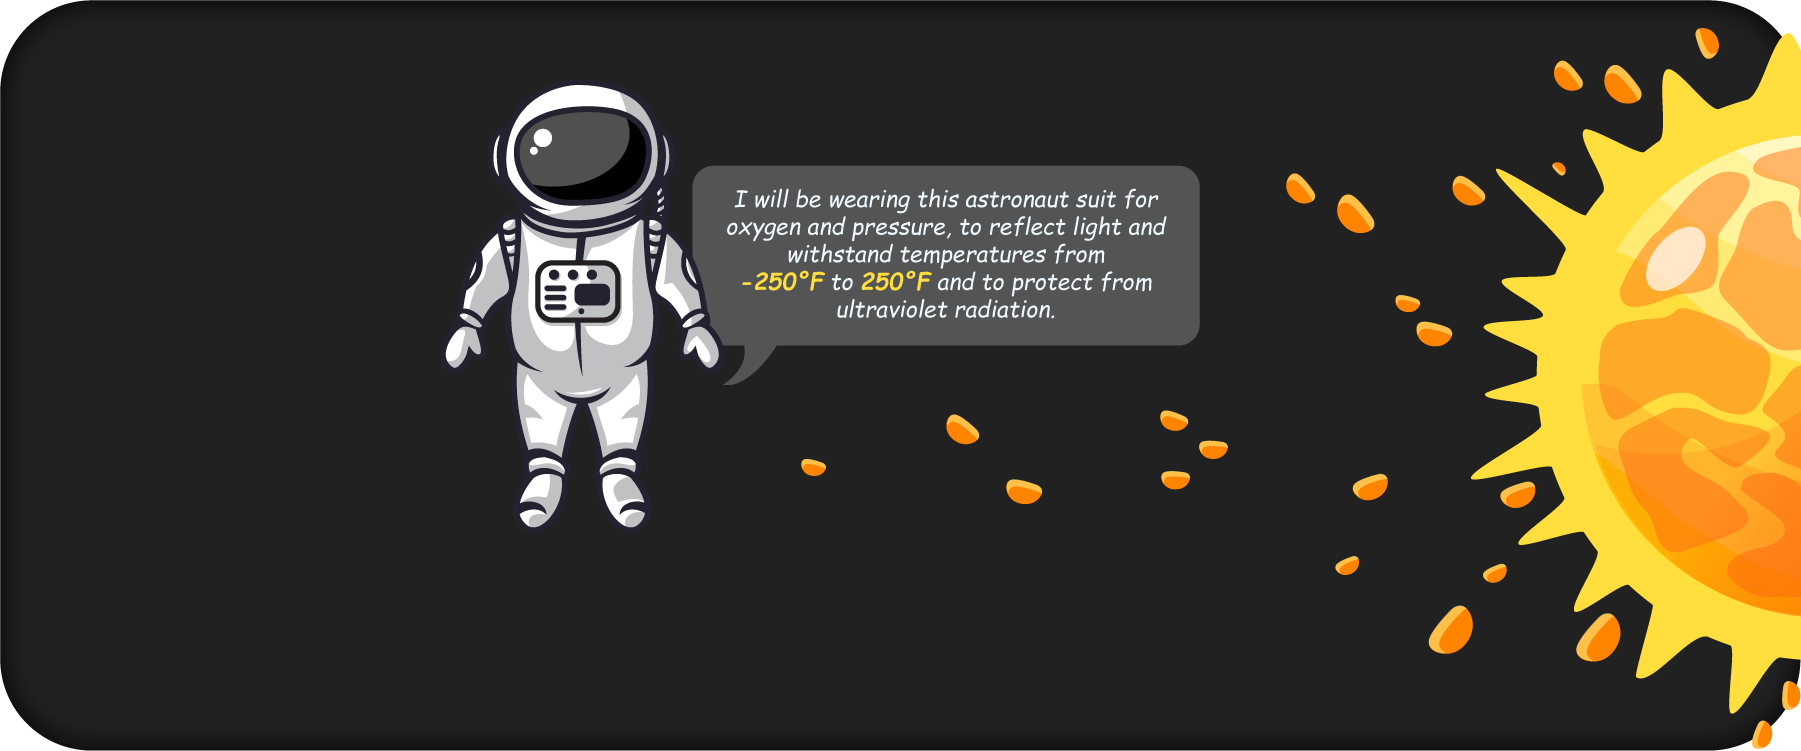 I will be wearing this astronaut suit for
oxygen and pressure, to reflect light and
withstand temperatures from
-250°F to 250°F and to protect from
ultraviolet radiation.